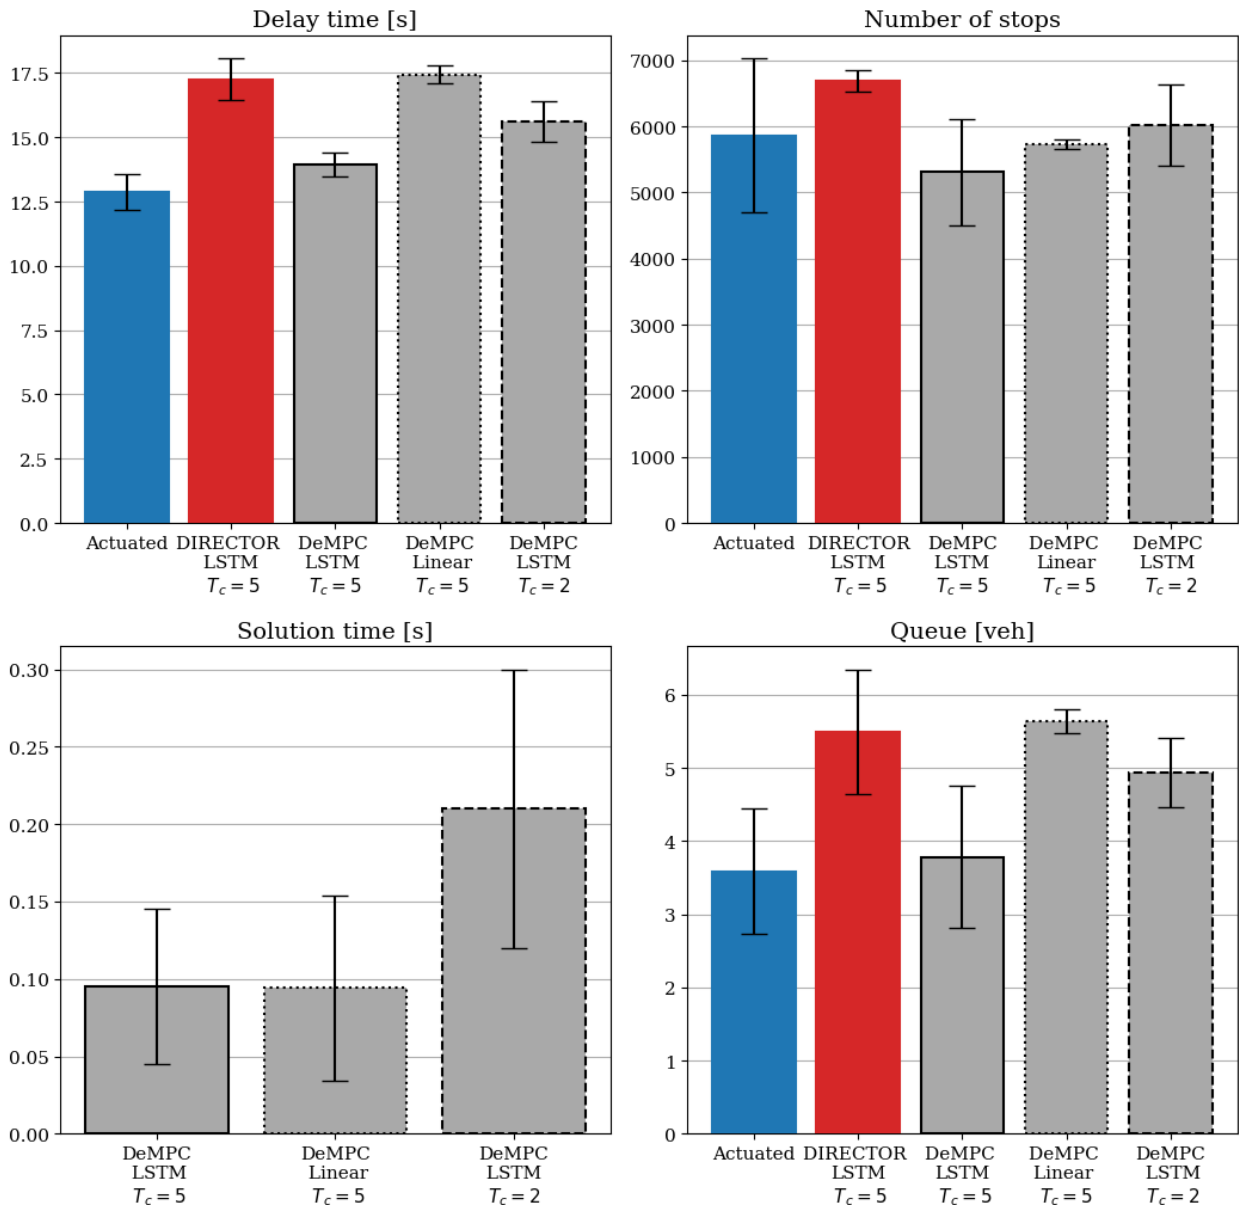 Delay time [s]
17.5
15.0
12.5
10.0
7.5
5.0
2.5
0.0
Actuated
DIRECTOR
LSTM
T_c = 5
DeMPC
LSTM
T_c = 5
DeMPC
Linear
T_c = 5
DeMPC
LSTM
T_c = 2
Number of stops
7000
6000
5000
4000
3000
2000
1000
0
Actuated
DIRECTOR
LSTM
T_c = 5
DeMPC
LSTM
T_c = 5
DeMPC
Linear
T_c = 5
DeMPC
LSTM
T_c = 2
Solution time [s]
0.30
0.25
0.20
0.15
0.10
0.05
0.00
DeMPC
LSTM
T_c = 5
DeMPC
Linear
T_c = 5
DeMPC
LSTM
T_c = 2
Queue [veh]
6
5
4
3
2
1
0
Actuated
DIRECTOR
LSTM
T_c = 5
DeMPC
LSTM
T_c = 5
DeMPC
Linear
T_c = 5
DeMPC
LSTM
T_c = 2